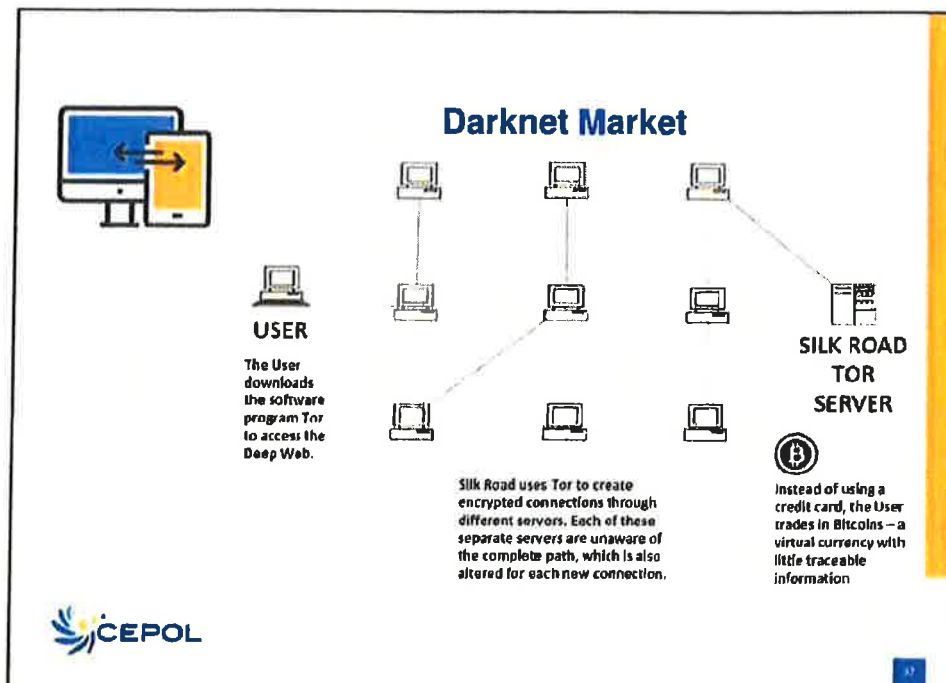 Darknet Market
USER
The User
downloads
the software
program Tor
to access the
Deep Web.
Silk Road uses Tor to create
encrypted connections through
different servers. Each of these
separate servers are unaware of
the complete path, which is also
altered for each new connection.
SILK ROAD
TOR
SERVER
Instead of using a
credit card, the User
trades in Bitcoins – a
virtual currency with
little traceable
information
CEPOL